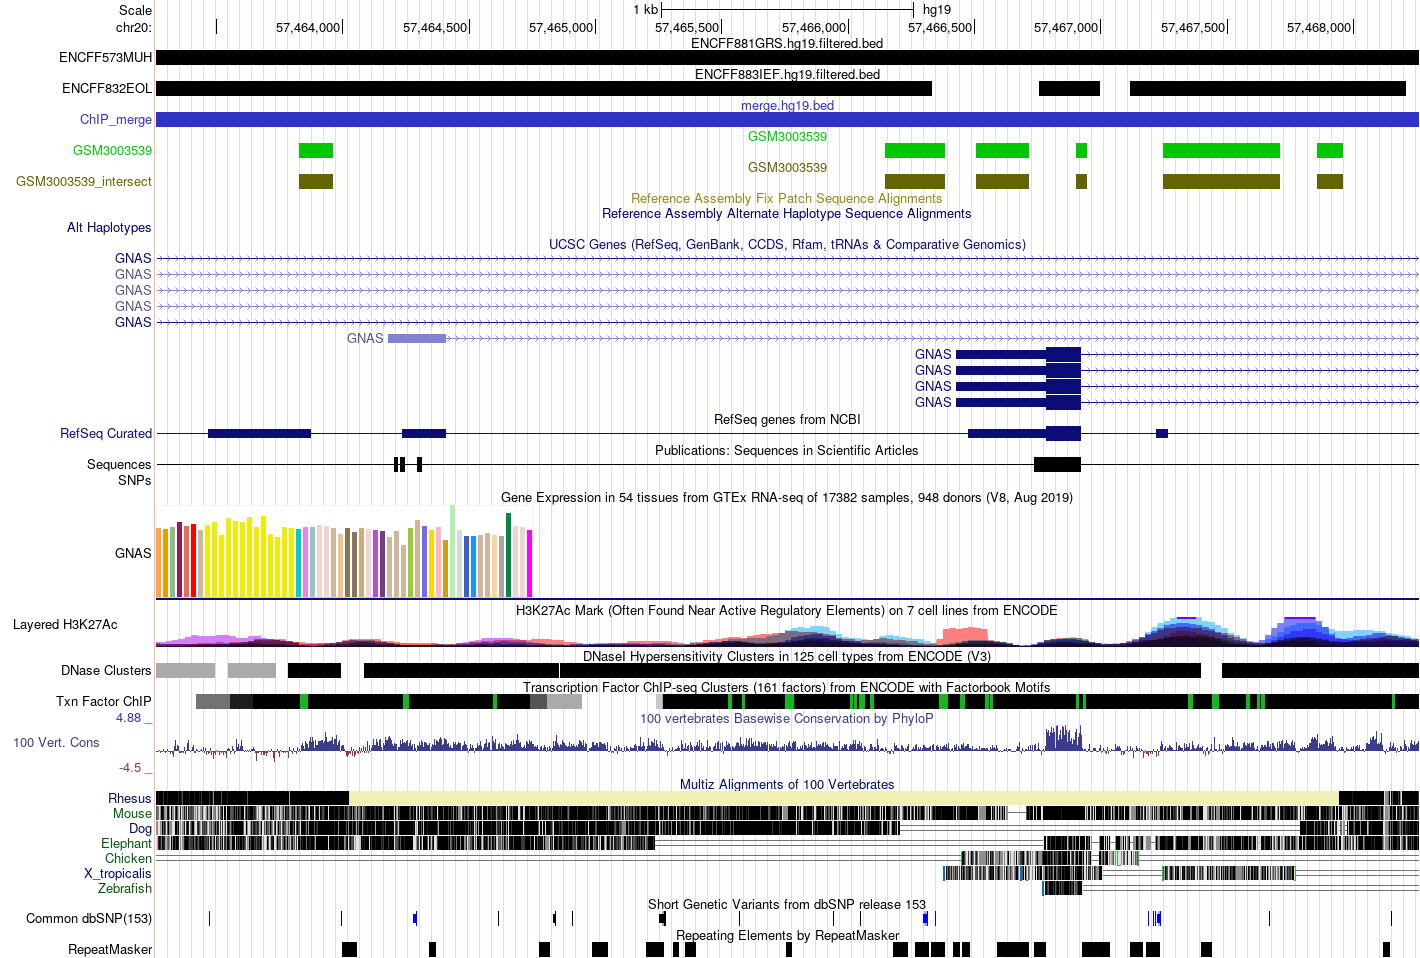 Scale 1 kb hg19
chr20: 57,464,000 57,464,500 57,465,000 57,465,500 57,466,000 57,466,500 57,467,000 57,467,500 57,468,000
ENCFF881GRS.hg19.filtered.bed
ENCFF573MUH
ENCFF883IEF.hg19.filtered.bed
ENCFF832EOL
merge.hg19.bed
ChIP_merge
GSM3003539
GSM3003539
GSM3003539
GSM3003539_intersect
Reference Assembly Fix Patch Sequence Alignments
Reference Assembly Alternate Haplotype Sequence Alignments
Alt Haplotypes
UCSC Genes (RefSeq, GenBank, CCDS, Rfam, tRNAs & Comparative Genomics)
GNAS
GNAS
GNAS
GNAS
GNAS
GNAS
GNAS
GNAS
GNAS
GNAS
RefSeq genes from NCBI
RefSeq Curated
Publications: Sequences in Scientific Articles
Sequences
SNPs
Gene Expression in 54 tissues from GTEx RNA-seq of 17382 samples, 948 donors (V8, Aug 2019)
GNAS
H3K27Ac Mark (Often Found Near Active Regulatory Elements) on 7 cell lines from ENCODE
Layered H3K27Ac
DNaseI Hypersensitivity Clusters in 125 cell types from ENCODE (V3)
DNase Clusters
Transcription Factor ChIP-seq Clusters (161 factors) from ENCODE with Factorbook Motifs
Txn Factor ChIP
4.88 _
100 vertebrates Basewise Conservation by PhyloP
100 Vert. Cons
-4.5 _
Multiz Alignments of 100 Vertebrates
Rhesus
Mouse
Dog
Elephant
Chicken
X_tropicalis
Zebrafish
Short Genetic Variants from dbSNP release 153
Common dbSNP(153)
Repeating Elements by RepeatMasker
RepeatMasker